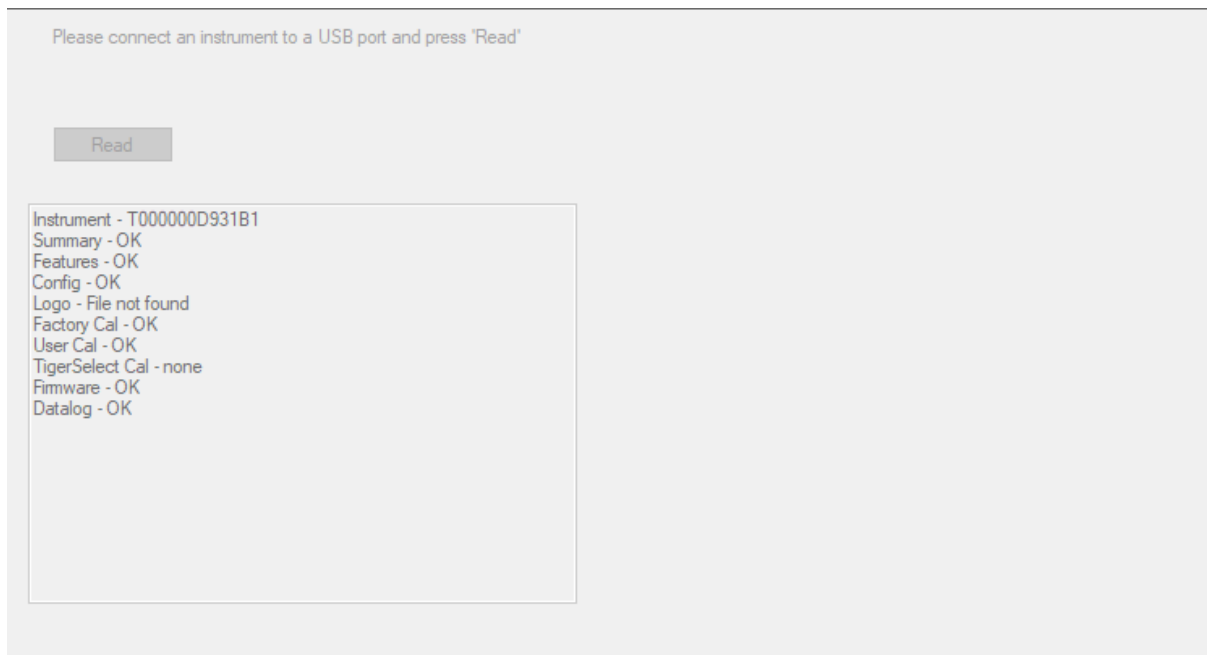 Please connect an instrument to a USB port and press 'Read'
Read
Instrument - T000000D931B1
Summary - OK
Features - OK
Config - OK
Logo - File not found
Factory Cal - OK
User Cal - OK
TigerSelect Cal - none
Firmware - OK
Datalog - OK